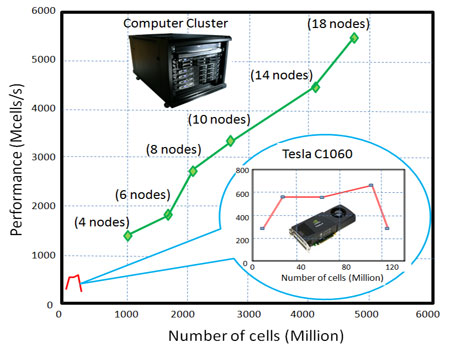 Computer Cluster
(18 nodes)
(14 nodes)
(10 nodes)
(8 nodes)
(6 nodes)
(4 nodes)
Performance (Mcells/s)
6000
5000
4000
3000
2000
1000
0
Tesla C1060
800
600
400
200
0
0
40
80
120
Number of cells (Million)
1000
2000
3000
4000
5000
6000
Number of cells (Million)